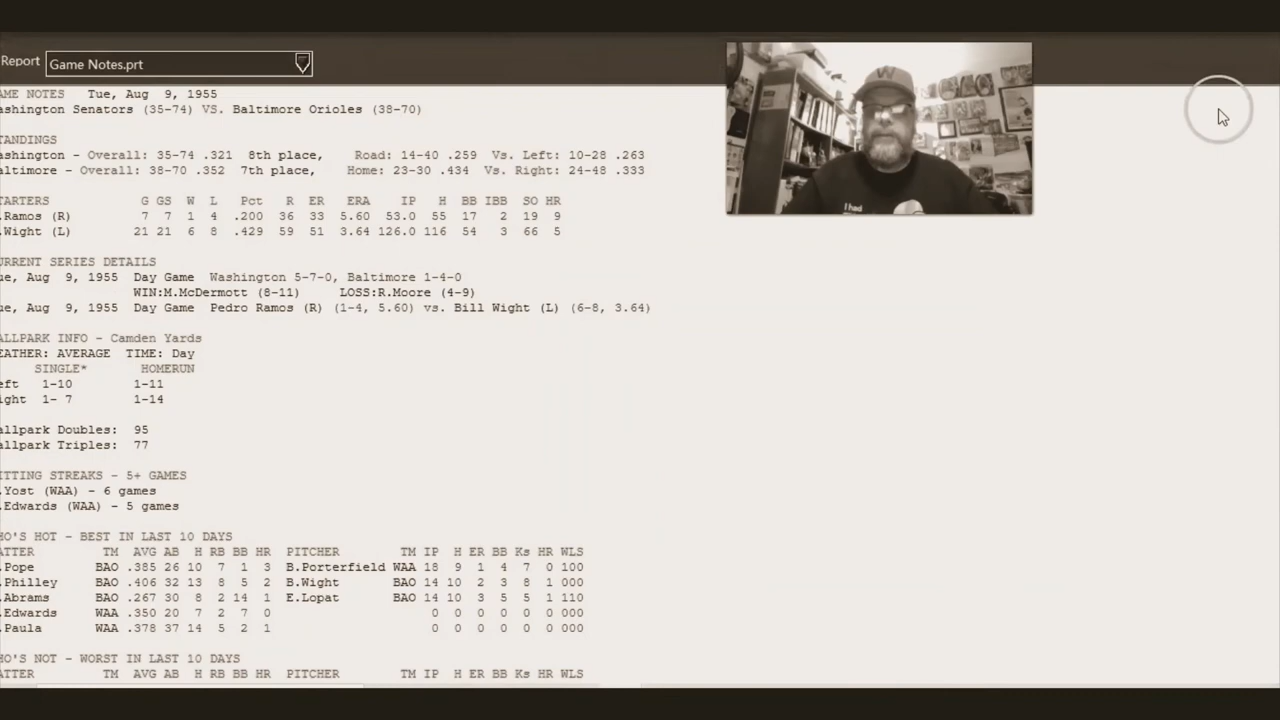 Report Game Notes.prt
AME NOTES Tue, Aug 9, 1955
ashington Senators (35-74) VS. Baltimore Orioles (38-70)
TANDINGS
ashington - Overall: 35-74 .321 8th place, Road: 14-40 .259 Vs. Left: 10-28 .263
altimore - Overall: 38-70 .352 7th place, Home: 23-30 .434 Vs. Right: 24-48 .333
TARTERS G GS W L Pct R ER ERA IP H BB IBB SO HR
.Ramos (R) 7 7 1 4 .200 36 33 5.60 53.0 55 17 2 19 9
.Wight (L) 21 21 6 8 .429 59 51 3.64 126.0 116 54 3 66 5
URRENT SERIES DETAILS
ue, Aug 9, 1955 Day Game Washington 5-7-0, Baltimore 1-4-0
WIN:M.McDermott (8-11) LOSS:R.Moore (4-9)
ue, Aug 9, 1955 Day Game Pedro Ramos (R) (1-4, 5.60) vs. Bill Wight (L) (6-8, 3.64)
ALLPARK INFO - Camden Yards
EATHER: AVERAGE TIME: Day
SINGLE* HOMERUN
eft 1-10 1-11
ight 1- 7 1-14
allpark Doubles: 95
allpark Triples: 77
ITTING STREAKS - 5+ GAMES
.Yost (WAA) - 6 games
.Edwards (WAA) - 5 games
HO'S HOT - BEST IN LAST 10 DAYS
ATTER TM AVG AB H RB BB HR PITCHER TM IP H ER BB Ks HR WLS
.Pope BAO .385 26 10 7 1 3 B.Porterfield WAA 18 9 1 4 7 0 100
.Philley BAO .406 32 13 8 5 2 B.Wight BAO 14 10 2 3 8 1 000
.Abrams BAO .267 30 8 2 14 1 E.Lopat BAO 14 10 3 5 5 1 110
.Edwards WAA .350 20 7 2 7 0 0 0 0 0 0 0 000
.Paula WAA .378 37 14 5 2 1 0 0 0 0 0 0 000
HO'S NOT - WORST IN LAST 10 DAYS
ATTER TM AVG AB H RB BB HR PITCHER TM IP H ER BB Ks HR WLS
W
I had